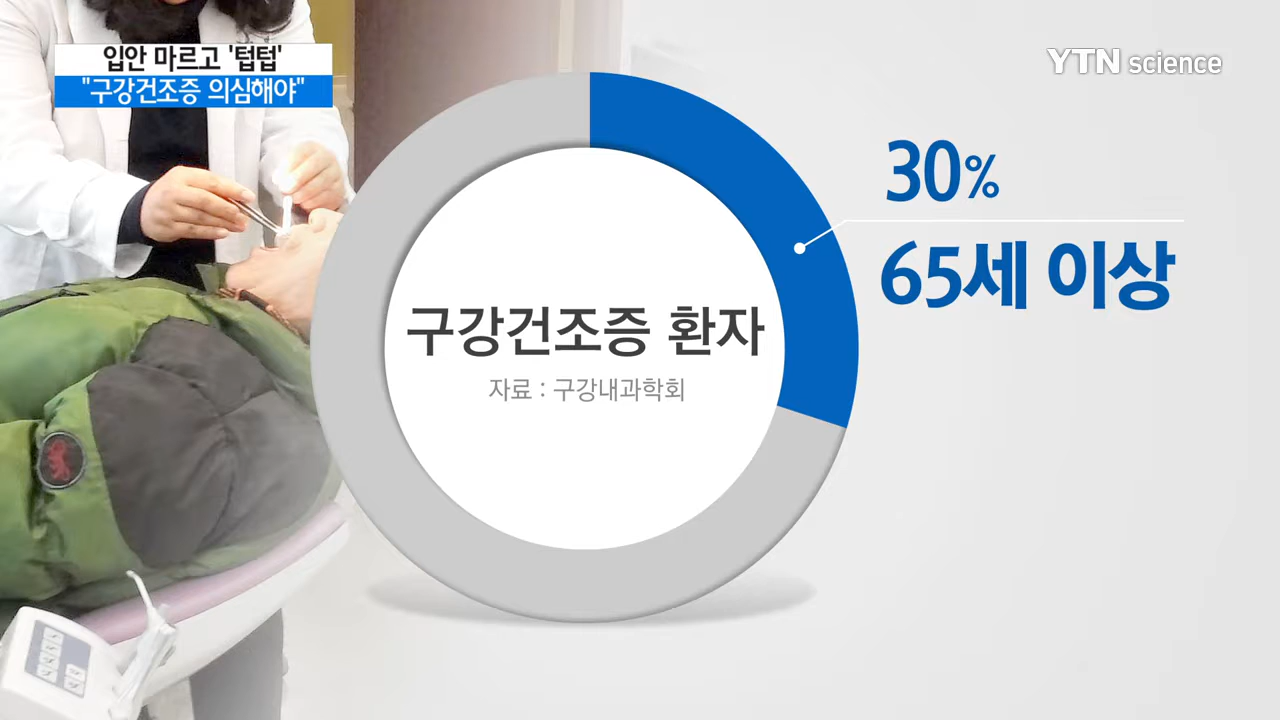 입안 마르고 '텁텁'
"구강건조증 의심해야"
YTN science
30%
65세 이상
구강건조증 환자
자료 : 구강내과학회